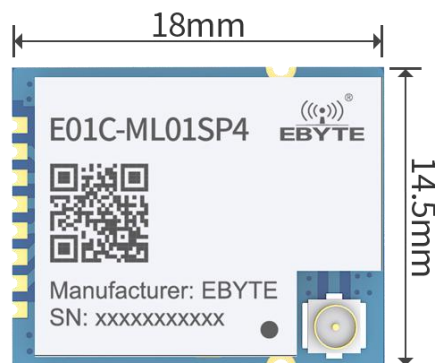 18mm
E01C-ML01SP4
®
EBYTE
14.5mm
Manufacturer: EBYTE
SN: xxxxxxxxxxx